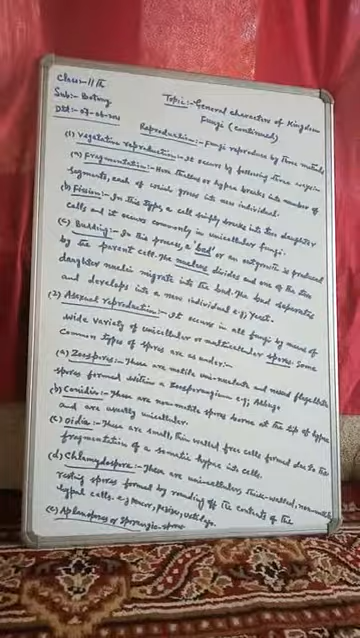 Class:- 11th
Sub:- Botany
Topic:- General characters of Kingdom
Fungi (continued)
Reproduction:- Fungi reproduce by three methods
(1) Vegetative reproduction:- It occurs by following three ways:-
(a) Fragmentation:- Here thallus or hypha breaks into number of
segments, each of which grows into new individual.
(b) Fission:- In this type, a cell simply breaks into two daughter
cells and it occurs commonly in unicellular fungi.
(c) Budding:- In this process, a bud or an outgrowth is produced
by the parent cell. The nucleus divides and one of the two
daughter nuclei migrate into the bud. The bud separates
and develops into a new individual e.g; yeast.
(2) Asexual reproduction:- It occurs in all fungi by means of
wide variety of unicellular or multicellular spores. Some
common types of spores are as under:-
(a) Zoospores:- These are motile uninucleate and flagellate
spores formed within a Zoosporangium e.g;
(b) Conidia:- These are non-motile spores borne at the tip of hypha
and are usually unicellular.
(c) Oidia:- These are small, thin walled free cells formed due to the
fragmentation of a somatic hypha into cells.
(d) Chlamydospore:- These are unicellular, thick-walled, non-motile
resting spores formed by rounding off the contents of the
hyphal cells. e.g mucor,
(e) Aplanospores or Sporangio-spores